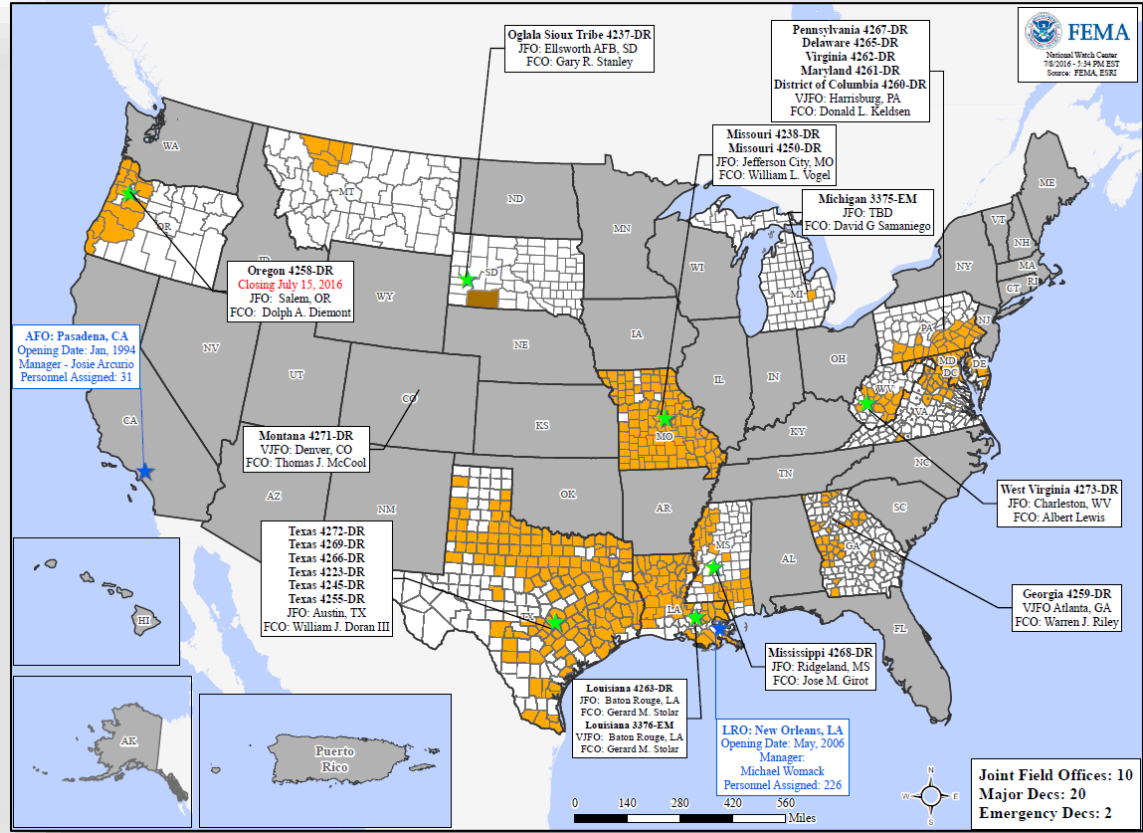 FEMA
National Watch Center
7/8/2016 - 5:34 PM EST
Source: FEMA, ESRI
Oglala Sioux Tribe 4237-DR
JFO: Ellsworth AFB, SD
FCO: Gary R. Stanley
Pennsylvania 4267-DR
Delaware 4265-DR
Virginia 4262-DR
Maryland 4261-DR
District of Columbia 4260-DR
VJFO: Harrisburg, PA
FCO: Donald L. Keldsen
Missouri 4238-DR
Missouri 4250-DR
JFO: Jefferson City, MO
FCO: William L. Vogel
Michigan 3375-EM
JFO: TBD
FCO: David G Samaniego
Oregon 4258-DR
Closing July 15, 2016
JFO: Salem, OR
FCO: Dolph A. Diemont
AFO: Pasadena, CA
Opening Date: Jan, 1994
Manager - Josie Arcurio
Personnel Assigned: 31
Montana 4271-DR
VJFO: Denver, CO
FCO: Thomas J. McCool
Texas 4272-DR
Texas 4269-DR
Texas 4266-DR
Texas 4223-DR
Texas 4245-DR
Texas 4255-DR
JFO: Austin, TX
FCO: William J. Doran III
West Virginia 4273-DR
JFO: Charleston, WV
FCO: Albert Lewis
Georgia 4259-DR
VJFO Atlanta, GA
FCO: Warren J. Riley
Mississippi 4268-DR
JFO: Ridgeland, MS
FCO: Jose M. Girot
Louisiana 4263-DR
JFO: Baton Rouge, LA
FCO: Gerard M. Stolar
Louisiana 3376-EM
VJFO: Baton Rouge, LA
FCO: Gerard M. Stolar
LRO: New Orleans, LA
Opening Date: May, 2006
Manager:
Michael Womack
Personnel Assigned: 226
WA
MT
ND
MN
ME
VT
NH
OR
SD
WI
MI
NY
MA
RI
CT
WY
IA
PA
NJ
NV
NE
OH
MD
DE
DC
UT
CO
IL
IN
WV
VA
CA
KS
MO
KY
NC
TN
AZ
NM
OK
AR
SC
MS
AL
GA
TX
LA
FL
HI
AK
Puerto
Rico
N
W
E
S
0
140
280
420
560
Miles
Joint Field Offices: 10
Major Decs: 20
Emergency Decs: 2